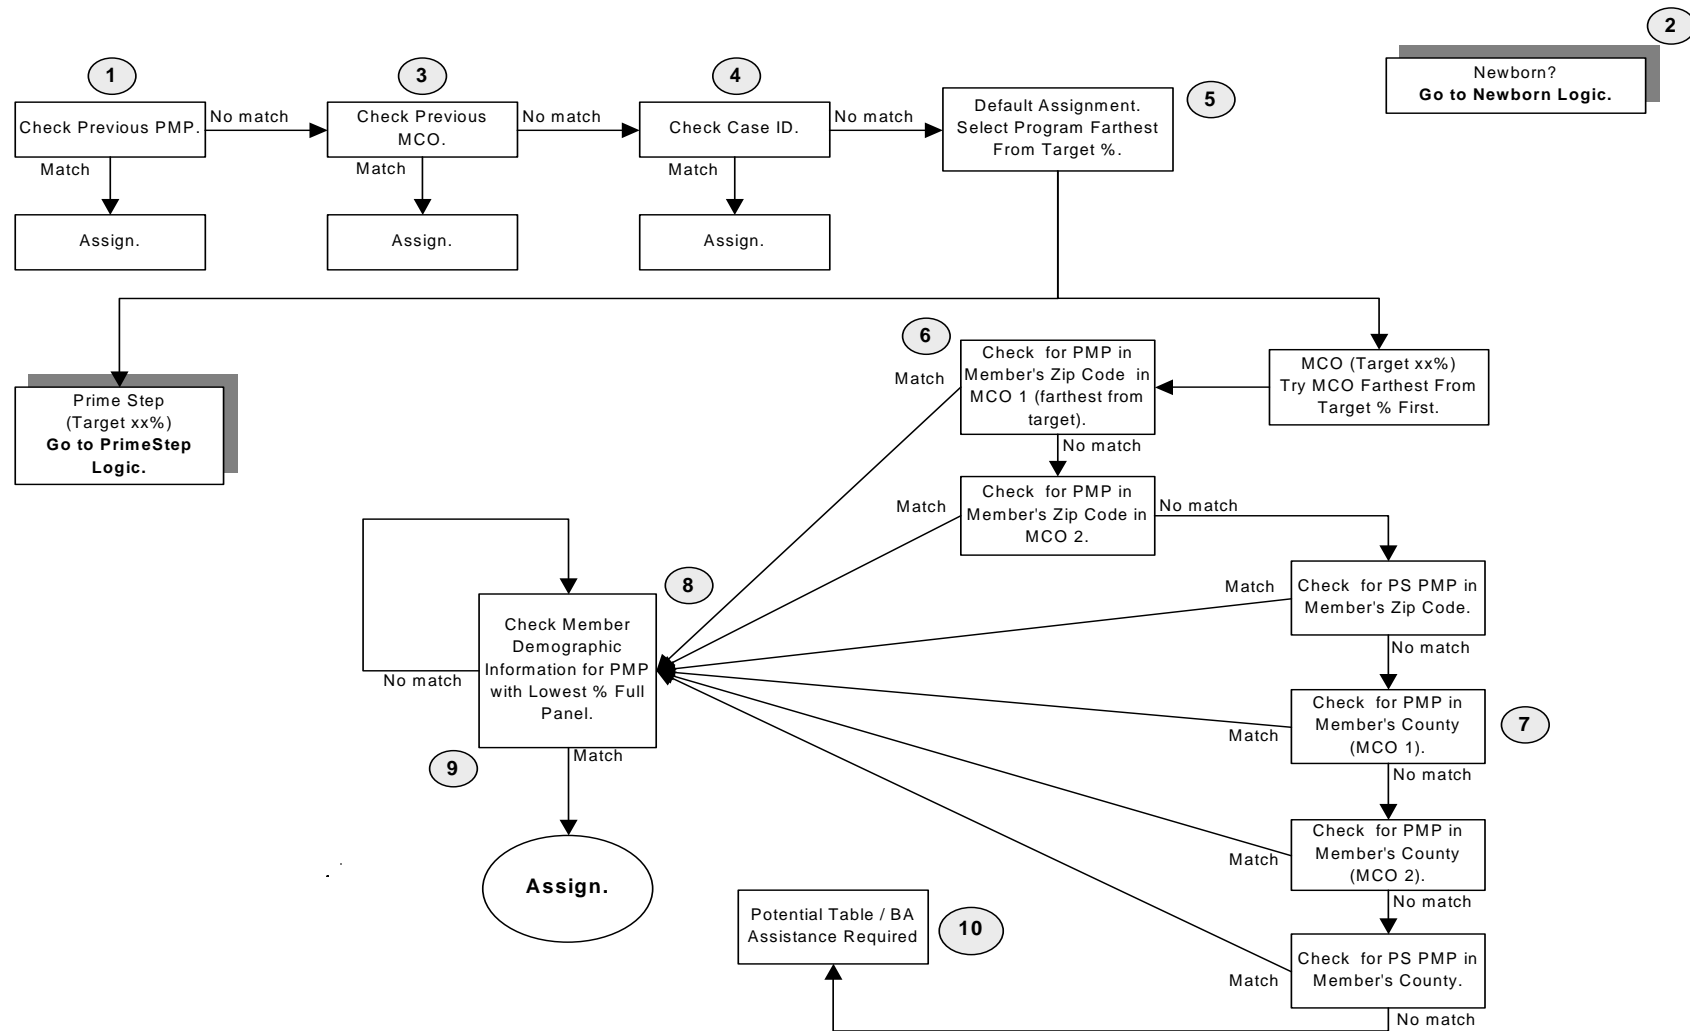 2
1
3
4
5
Newborn?
Go to Newborn Logic.
Check Previous PMP.
No match
Check Previous
MCO.
No match
Check Case ID.
No match
Default Assignment.
Select Program Farthest
From Target %.
Match
Match
Match
Assign.
Assign.
Assign.
6
Check for PMP in
Member's Zip Code in
MCO 1 (farthest from
target).
Match
MCO (Target xx%)
Try MCO Farthest From
Target % First.
Prime Step
(Target xx%)
Go to PrimeStep
Logic.
No match
Check for PMP in
Member's Zip Code in
MCO 2.
Match
No match
8
Check for PS PMP in
Member's Zip Code.
Match
No match
Check Member
Demographic
Information for PMP
with Lowest % Full
Panel.
No match
Match
9
Check for PMP in
Member's County
(MCO 1).
7
Match
No match
Check for PMP in
Member's County
(MCO 2).
Match
No match
Assign.
Potential Table / BA
Assistance Required
10
Check for PS PMP in
Member's County.
Match
No match